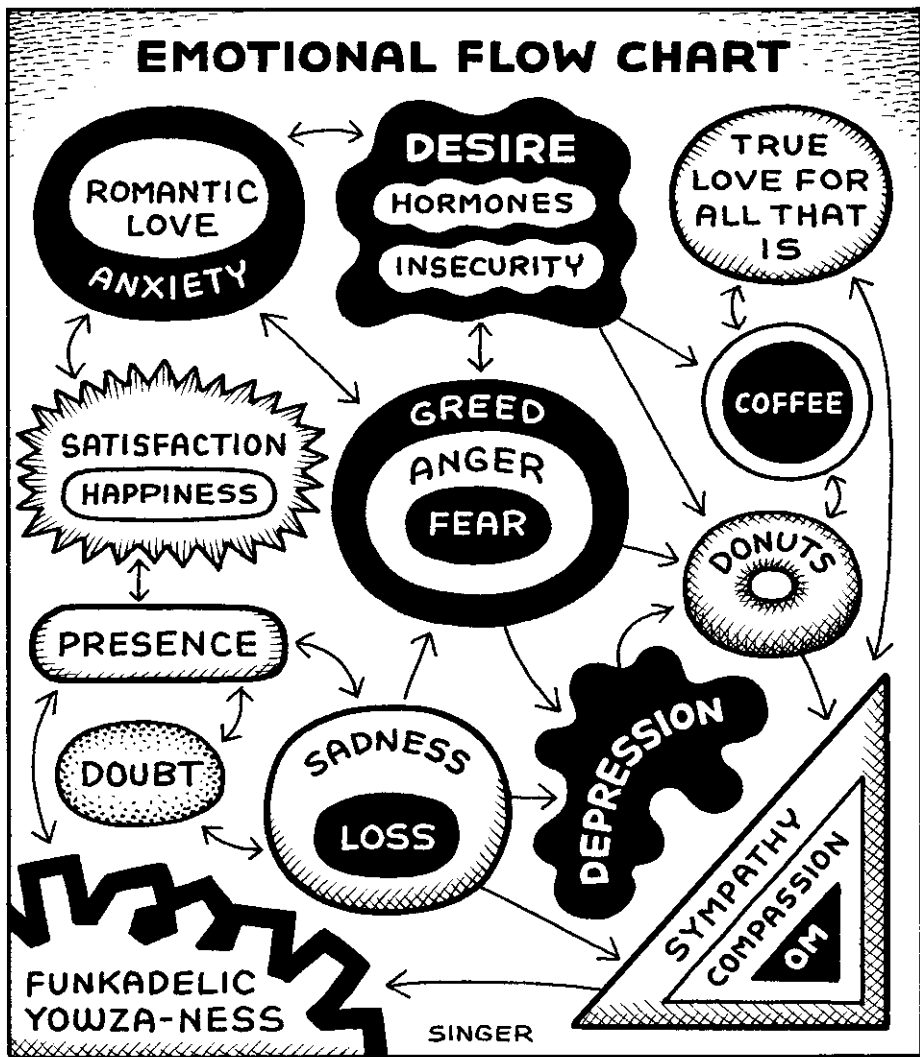 EMOTIONAL FLOW CHART
ROMANTIC
LOVE
ANXIETY
DESIRE
HORMONES
INSECURITY
TRUE
LOVE FOR
ALL THAT
IS
COFFEE
SATISFACTION
HAPPINESS
GREED
ANGER
FEAR
DONUTS
PRESENCE
DOUBT
SADNESS
LOSS
DEPRESSION
SYMPATHY
COMPASSION
OM
FUNKADELIC
YOWZA-NESS
SINGER